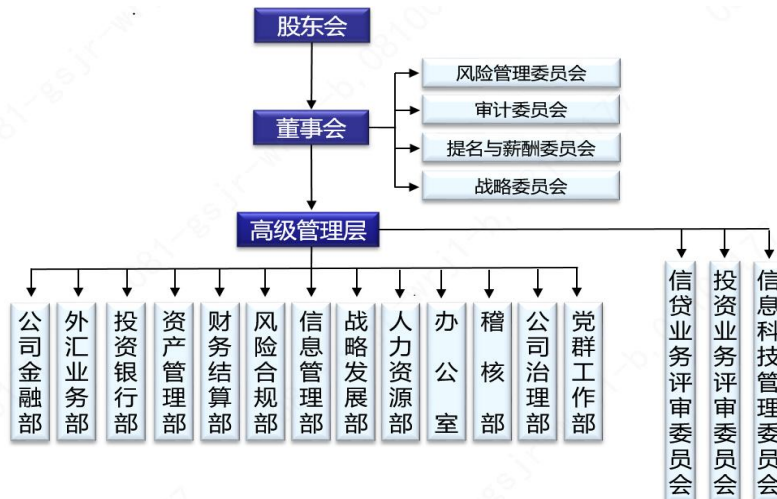 股东会
董事会
风险管理委员会
审计委员会
提名与薪酬委员会
战略委员会
高级管理层
公司金融部
外汇业务部
投资银行部
资产管理部
财务结算部
风险合规部
信息管理部
战略发展部
人力资源部
办公室
稽核部
公司治理部
党群工作部
信贷业务评审委员会
投资业务评审委员会
信息科技管理委员会